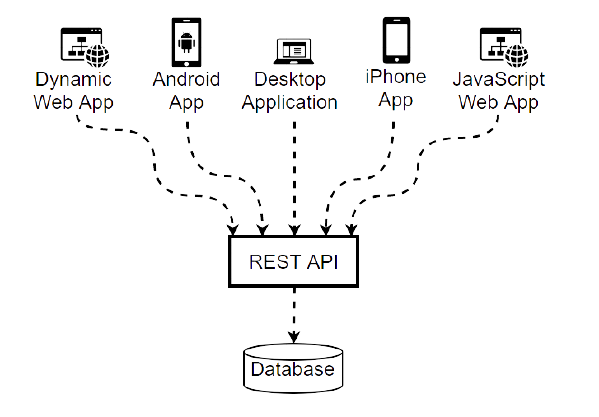 Dynamic
Web App
Android
App
Desktop
Application
iPhone
App
JavaScript
Web App
REST API
Database